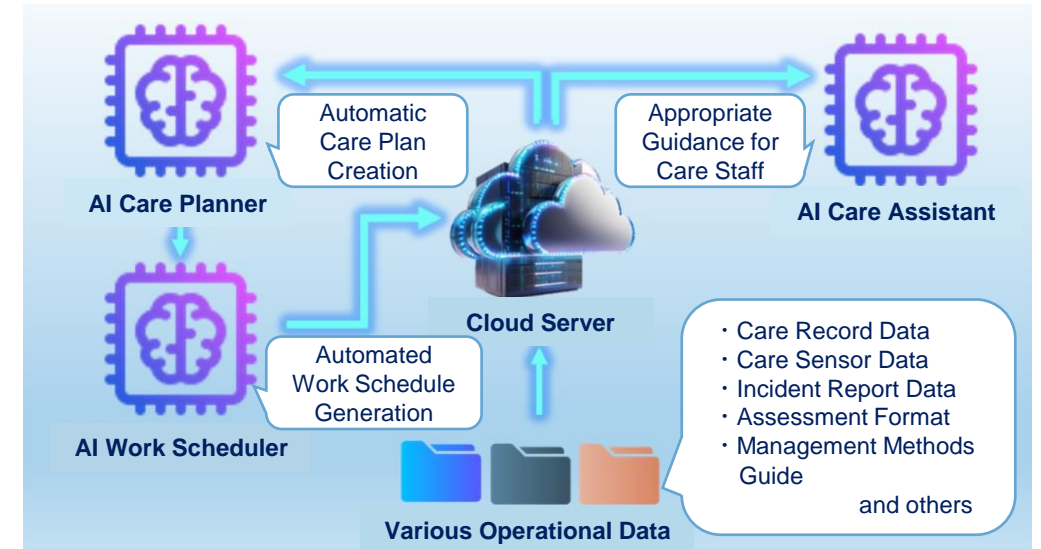 Automatic
Care Plan
Creation
Appropriate
Guidance for
Care Staff
AI Care Planner
AI Care Assistant
Cloud Server
Automated
Work Schedule
Generation
AI Work Scheduler
・Care Record Data
・Care Sensor Data
・Incident Report Data
・Assessment Format
・Management Methods
Guide
and others
Various Operational Data